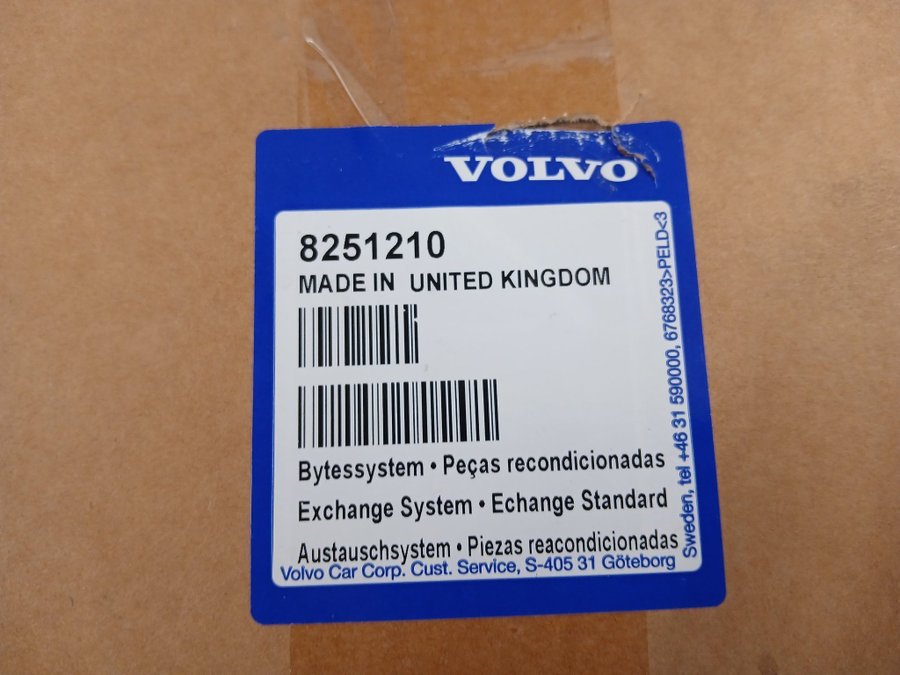 VOLVO
8251210
MADE IN UNITED KINGDOM
Bytessystem • Peças recondicionadas
Exchange System • Echange Standard
Austauschsystem • Piezas reacondicionadas
Volvo Car Corp. Cust. Service, S-405 31 Göteborg
Sweden, tel +46 31 590000, 6768323>PELD<3